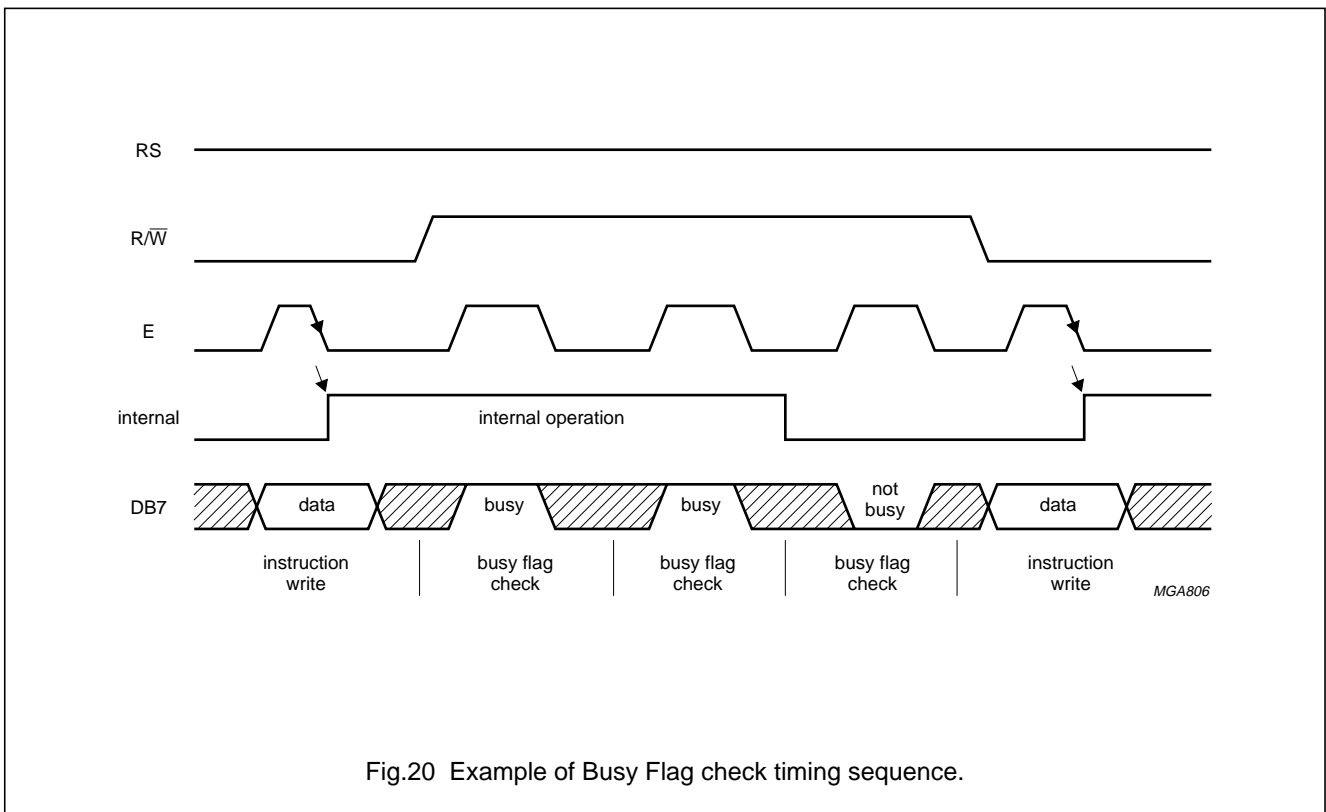 RS
R/W̅
E
internal
internal operation
DB7
data
busy
busy
not
busy
data
instruction
write
busy flag
check
busy flag
check
busy flag
check
instruction
write
MGA806
Fig.20 Example of Busy Flag check timing sequence.